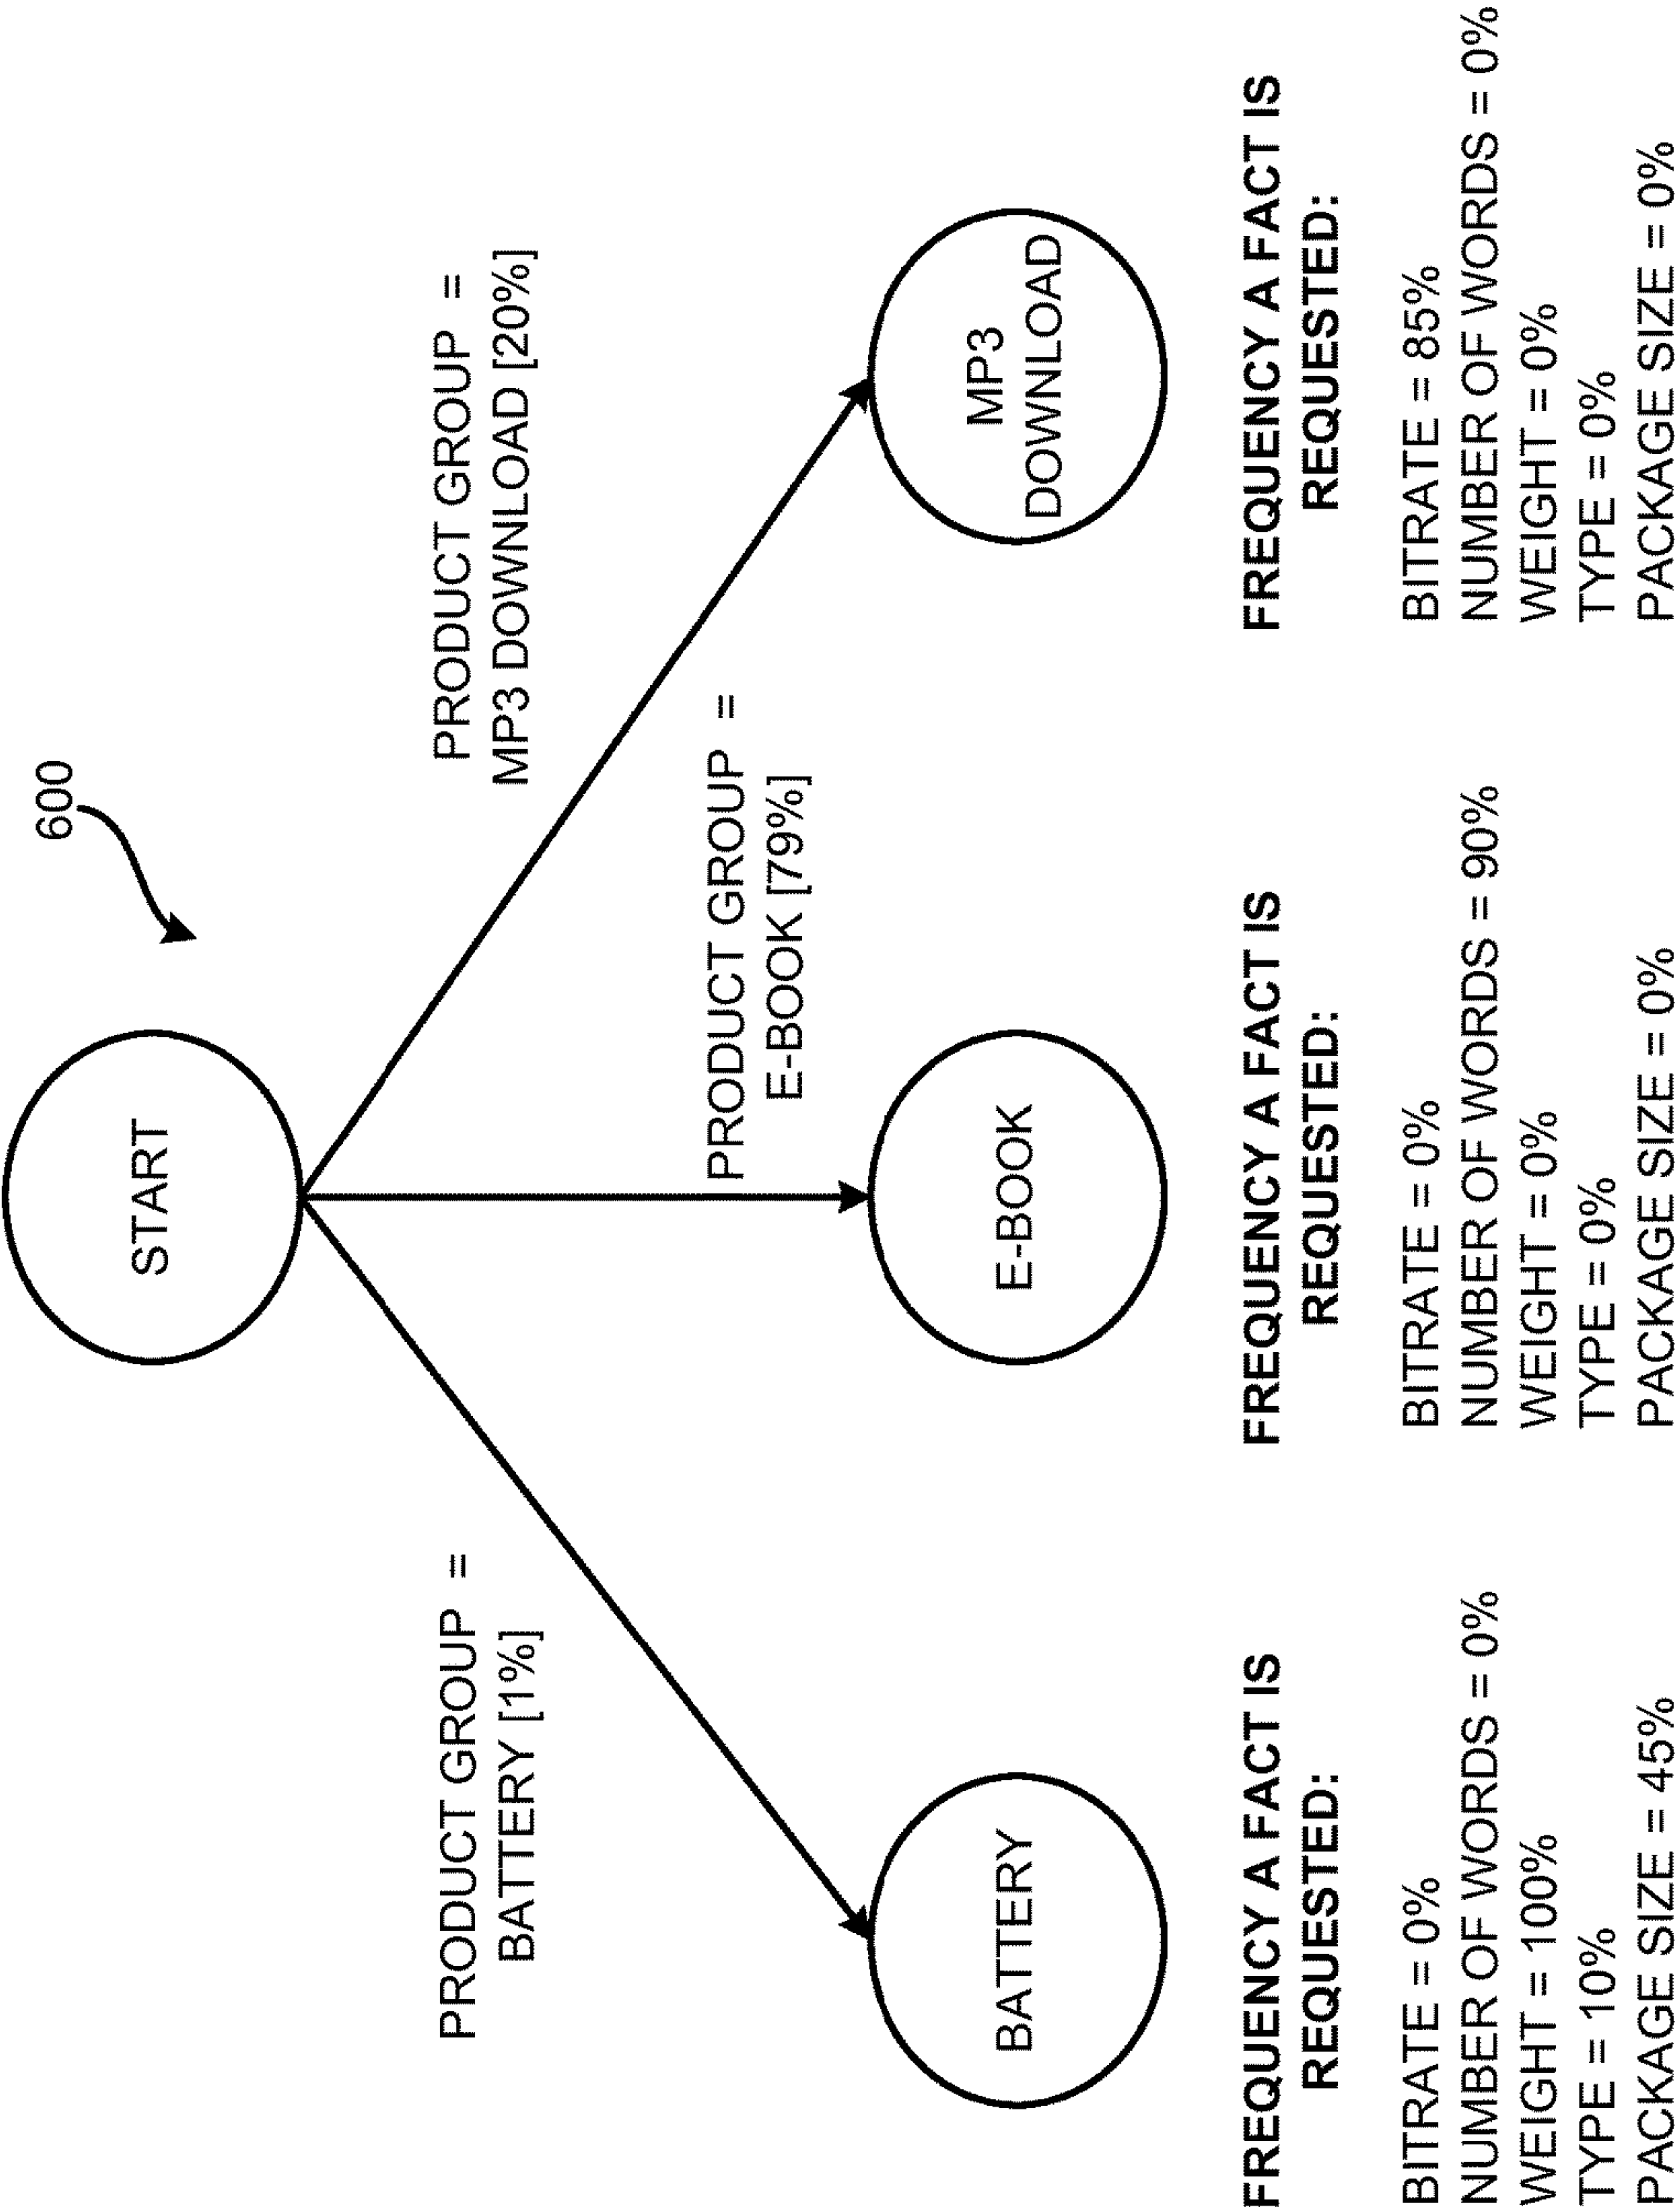 600
START
PRODUCT GROUP =
BATTERY [1%]
PRODUCT GROUP =
MP3 DOWNLOAD [20%]
PRODUCT GROUP =
E-BOOK [79%]
BATTERY
E-BOOK
MP3
DOWNLOAD
FREQUENCY A FACT IS
REQUESTED:
BITRATE = 0%
NUMBER OF WORDS = 0%
WEIGHT = 100%
TYPE = 10%
PACKAGE SIZE = 45%
FREQUENCY A FACT IS
REQUESTED:
BITRATE = 0%
NUMBER OF WORDS = 90%
WEIGHT = 0%
TYPE = 0%
PACKAGE SIZE = 0%
FREQUENCY A FACT IS
REQUESTED:
BITRATE = 85%
NUMBER OF WORDS = 0%
WEIGHT = 0%
TYPE = 0%
PACKAGE SIZE = 0%